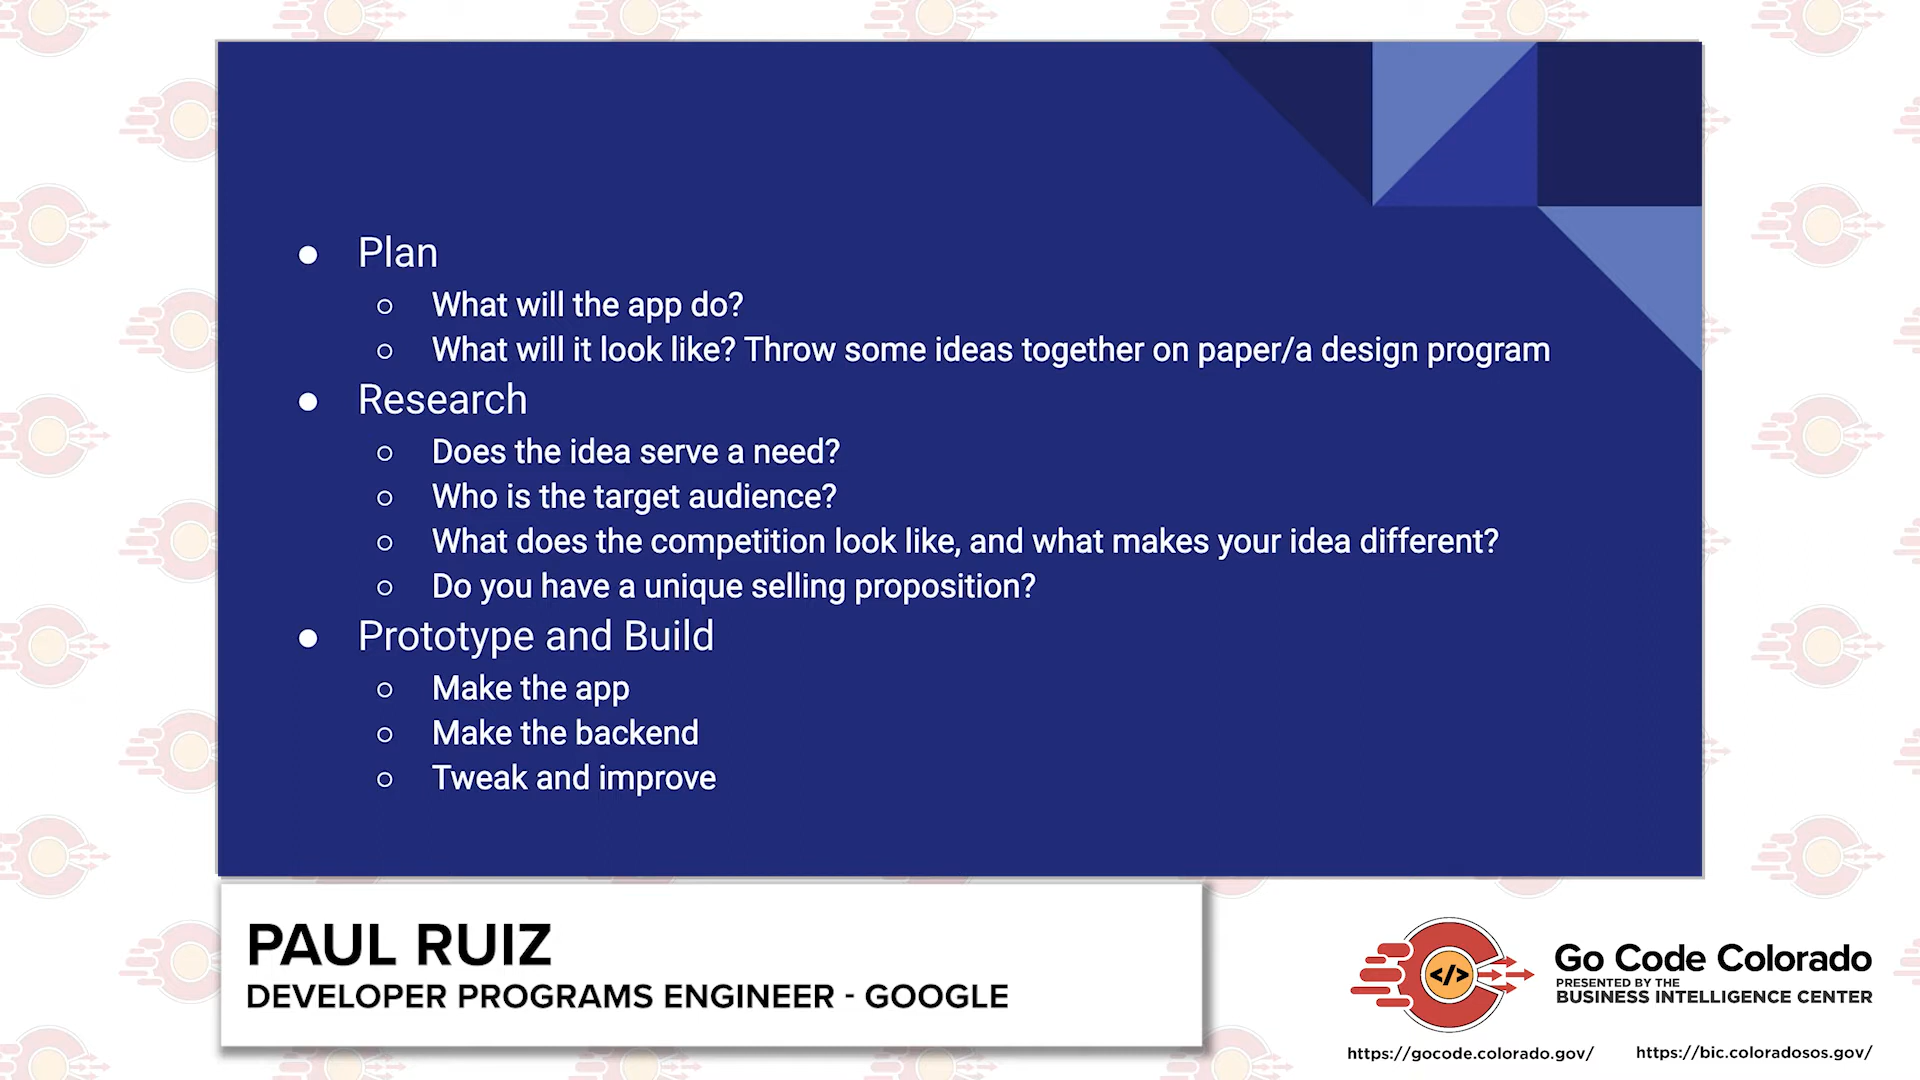 ● Plan
○ What will the app do?
○ What will it look like? Throw some ideas together on paper/a design program
● Research
○ Does the idea serve a need?
○ Who is the target audience?
○ What does the competition look like, and what makes your idea different?
○ Do you have a unique selling proposition?
● Prototype and Build
○ Make the app
○ Make the backend
○ Tweak and improve
PAUL RUIZ
DEVELOPER PROGRAMS ENGINEER - GOOGLE
</>
Go Code Colorado
PRESENTED BY THE
BUSINESS INTELLIGENCE CENTER
https://gocode.colorado.gov/
https://bic.coloradosos.gov/